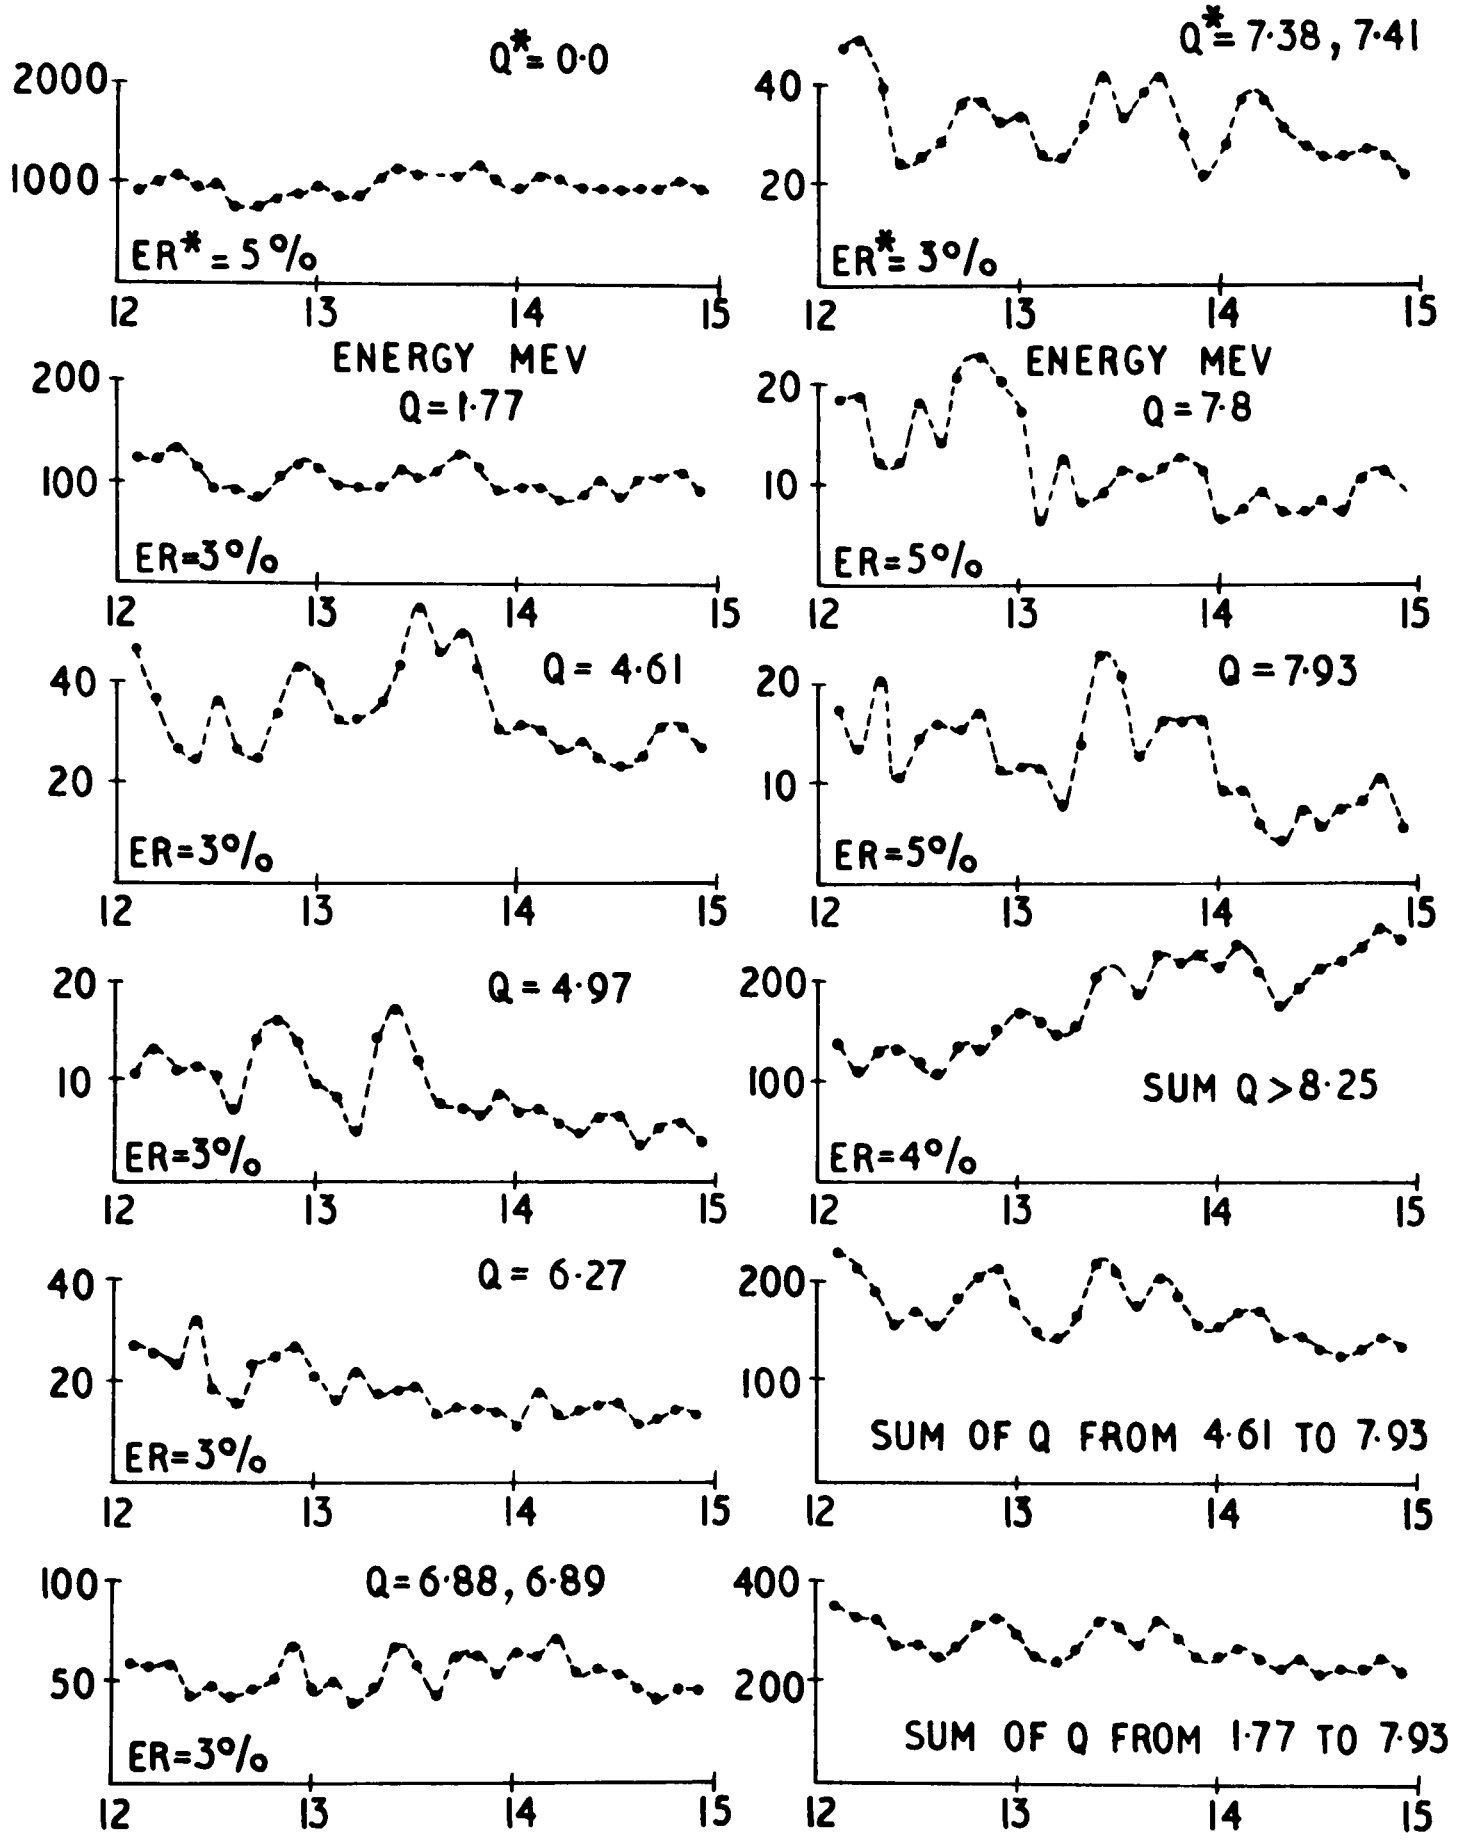 Q*= 0·0
2000
1000
ER* = 5%
12 13 14 15
ENERGY MEV
Q=1·77
200
100
ER=3%
12 13 14 15
Q= 4·61
40
20
ER=3%
12 13 14 15
Q=4·97
20
10
ER=3%
12 13 14 15
Q= 6·27
40
20
ER=3%
12 13 14 15
Q=6·88, 6·89
100
50
ER=3%
12 13 14 15
Q*= 7·38, 7·41
40
20
ER*= 3%
12 13 14 15
ENERGY MEV
Q=7·8
20
10
ER=5%
12 13 14 15
Q=7·93
20
10
ER=5%
12 13 14 15
200
100
SUM Q >8·25
ER=4%
12 13 14 15
200
100
SUM OF Q FROM 4·61 TO 7·93
12 13 14 15
400
200
SUM OF Q FROM 1·77 TO 7·93
12 13 14 15